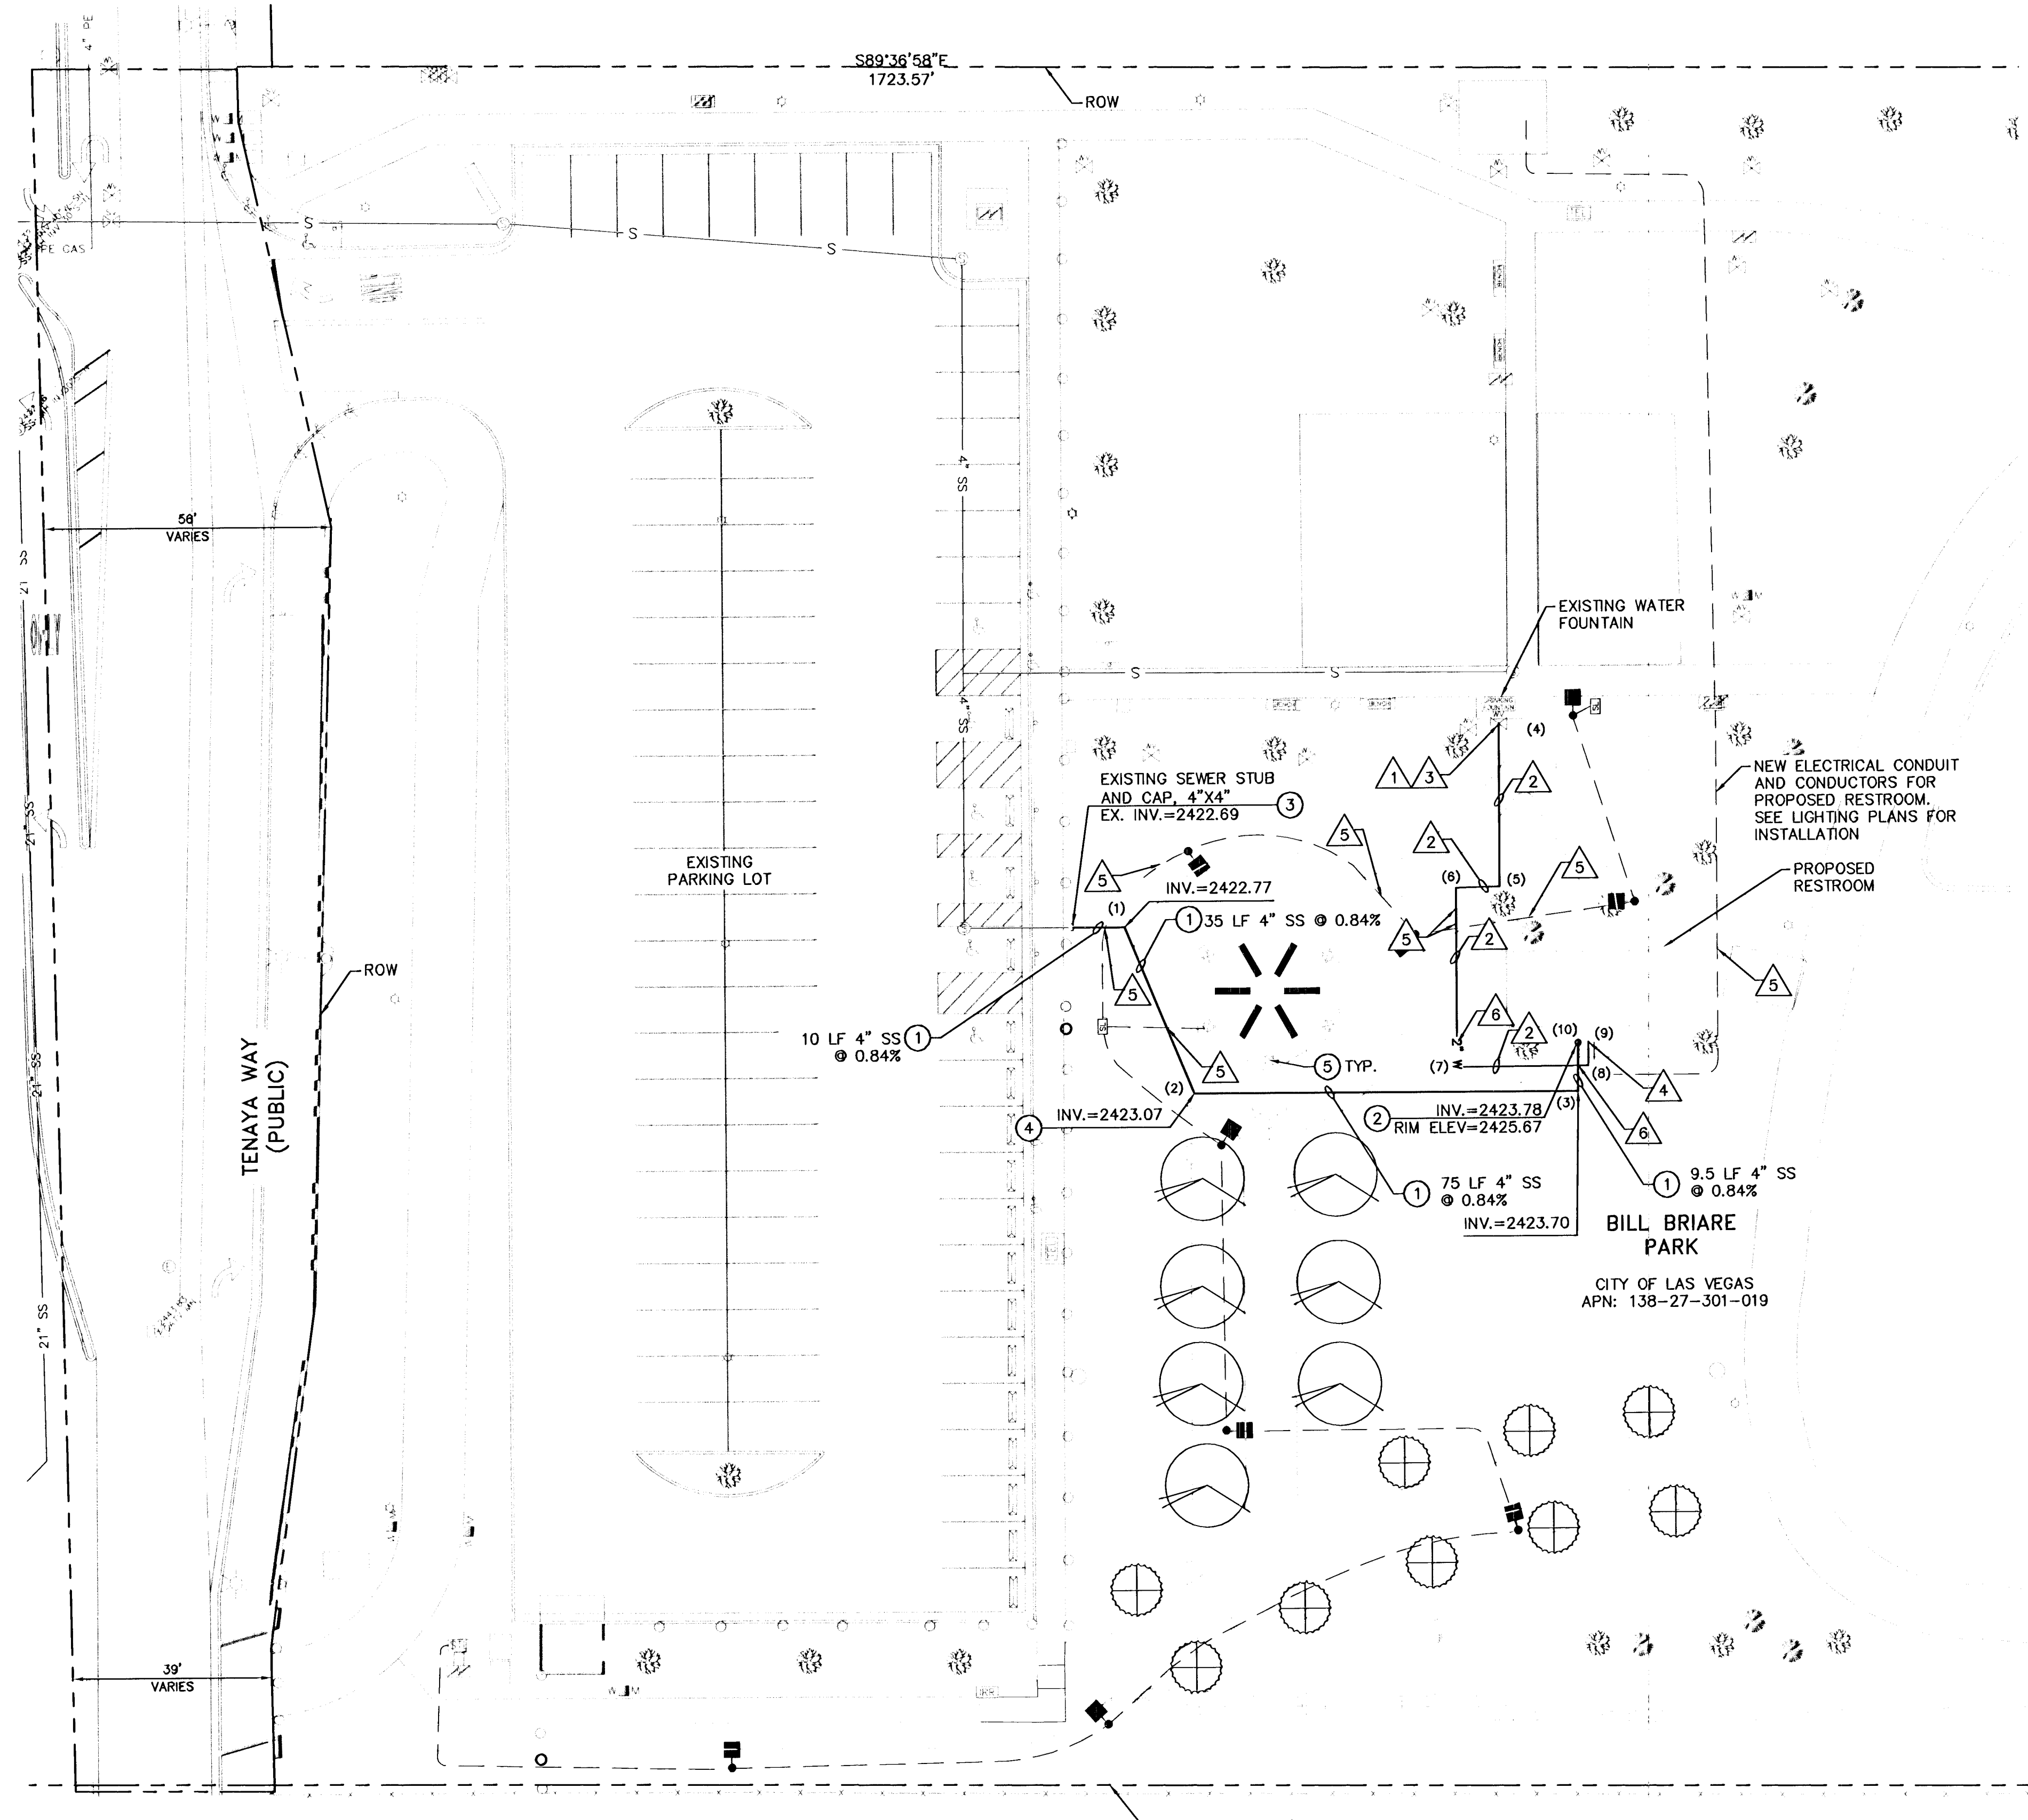 4" PE
S89°36'58"E
1723.57'
ROW
S
S
S
PE GAS
4" SS
56'
VARIES
21" SS
EXISTING WATER
FOUNTAIN
S
S
4" SS
DRINKING
FOUNTAIN
(4)
1
3
2
NEW ELECTRICAL CONDUIT
AND CONDUCTORS FOR
PROPOSED RESTROOM.
SEE LIGHTING PLANS FOR
INSTALLATION
EXISTING SEWER STUB
AND CAP, 4"X4"
EX. INV.=2422.69
3
5
2
5
EXISTING
PARKING LOT
5
INV.=2422.77
(6)
(5)
PROPOSED
RESTROOM
(1)
1
35 LF 4" SS @ 0.84%
5
2
21" SS
ROW
5
5
10 LF 4" SS
@ 0.84%
1
6
2
(10)
(9)
TENAYA WAY
(PUBLIC)
21" SS
5
5 TYP.
(7)
W
(8)
4
(2)
(3)
4
INV.=2423.07
2
INV.=2423.78
RIM ELEV=2425.67
6
1
75 LF 4" SS
@ 0.84%
1
9.5 LF 4" SS
@ 0.84%
INV.=2423.70
BILL BRIARE
PARK
CITY OF LAS VEGAS
APN: 138-27-301-019
21" SS
39'
VARIES
W M
IRR